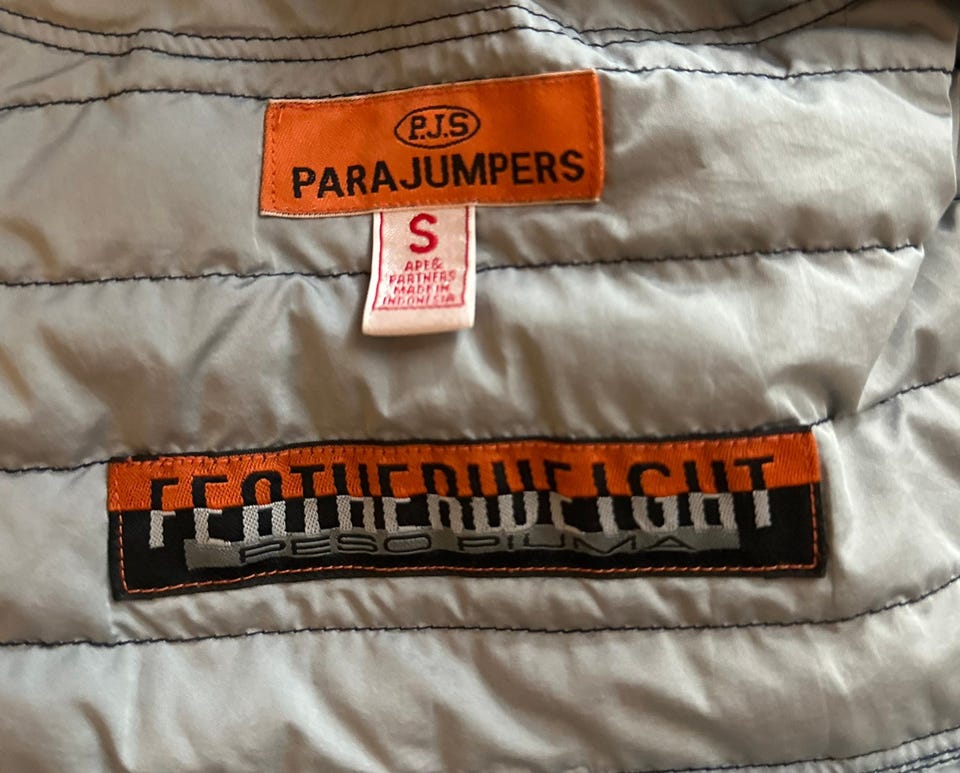 P.J.S
PARAJUMPERS
S
APE&
PARTNERS
MADE IN
INDONESIA
FEATHERWEIGHT
PESO PIUMA